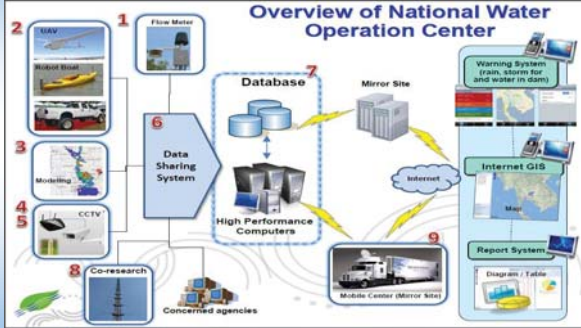 Overview of National Water
Operation Center
1
Flow Meter
2
UAV
Robot Boat
3
Modeling
4
5
CCTV
6
Data
Sharing
System
7
Database
High Performance
Computers
Mirror Site
Internet
8
Co-research
Concerned agencies
9
Mobile Center (Mirror Site)
Warning System
(rain, storm for
and water in dam)
Internet GIS
Map
Report System
Diagram / Table